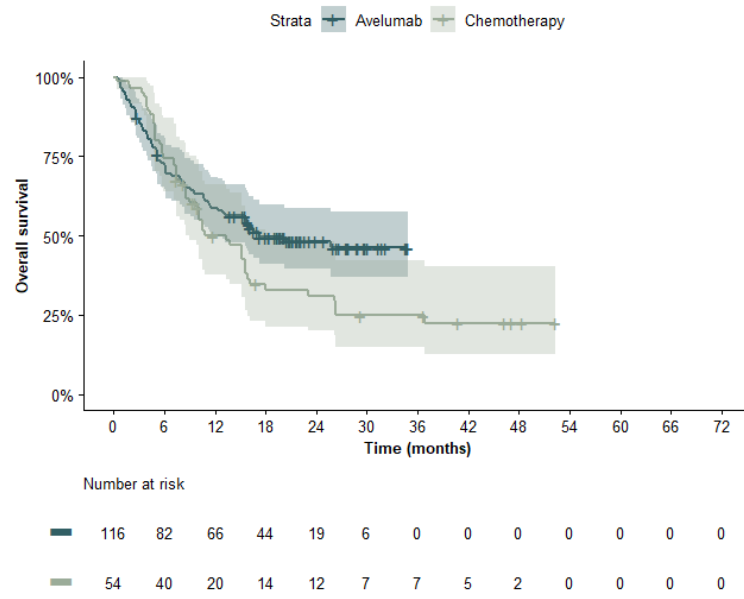 Strata Avelumab Chemotherapy
100%
75%
50%
25%
0%
Overall survival
0 6 12 18 24 30 36 42 48 54 60 66 72
Time (months)
Number at risk
116 82 66 44 19 6 0 0 0 0 0 0 0
54 40 20 14 12 7 7 5 2 0 0 0 0